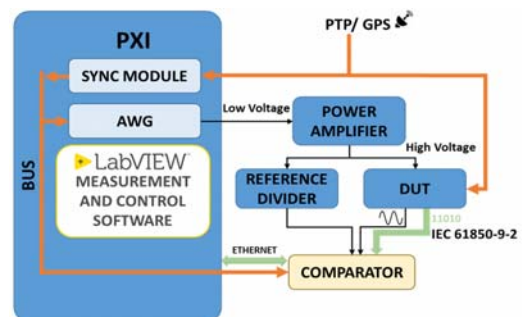 PXI
PTP/ GPS
SYNC MODULE
AWG
Low Voltage
POWER
AMPLIFIER
High Voltage
BUS
LabVIEW™
MEASUREMENT
AND CONTROL
SOFTWARE
REFERENCE
DIVIDER
DUT
11010
IEC 61850-9-2
ETHERNET
COMPARATOR